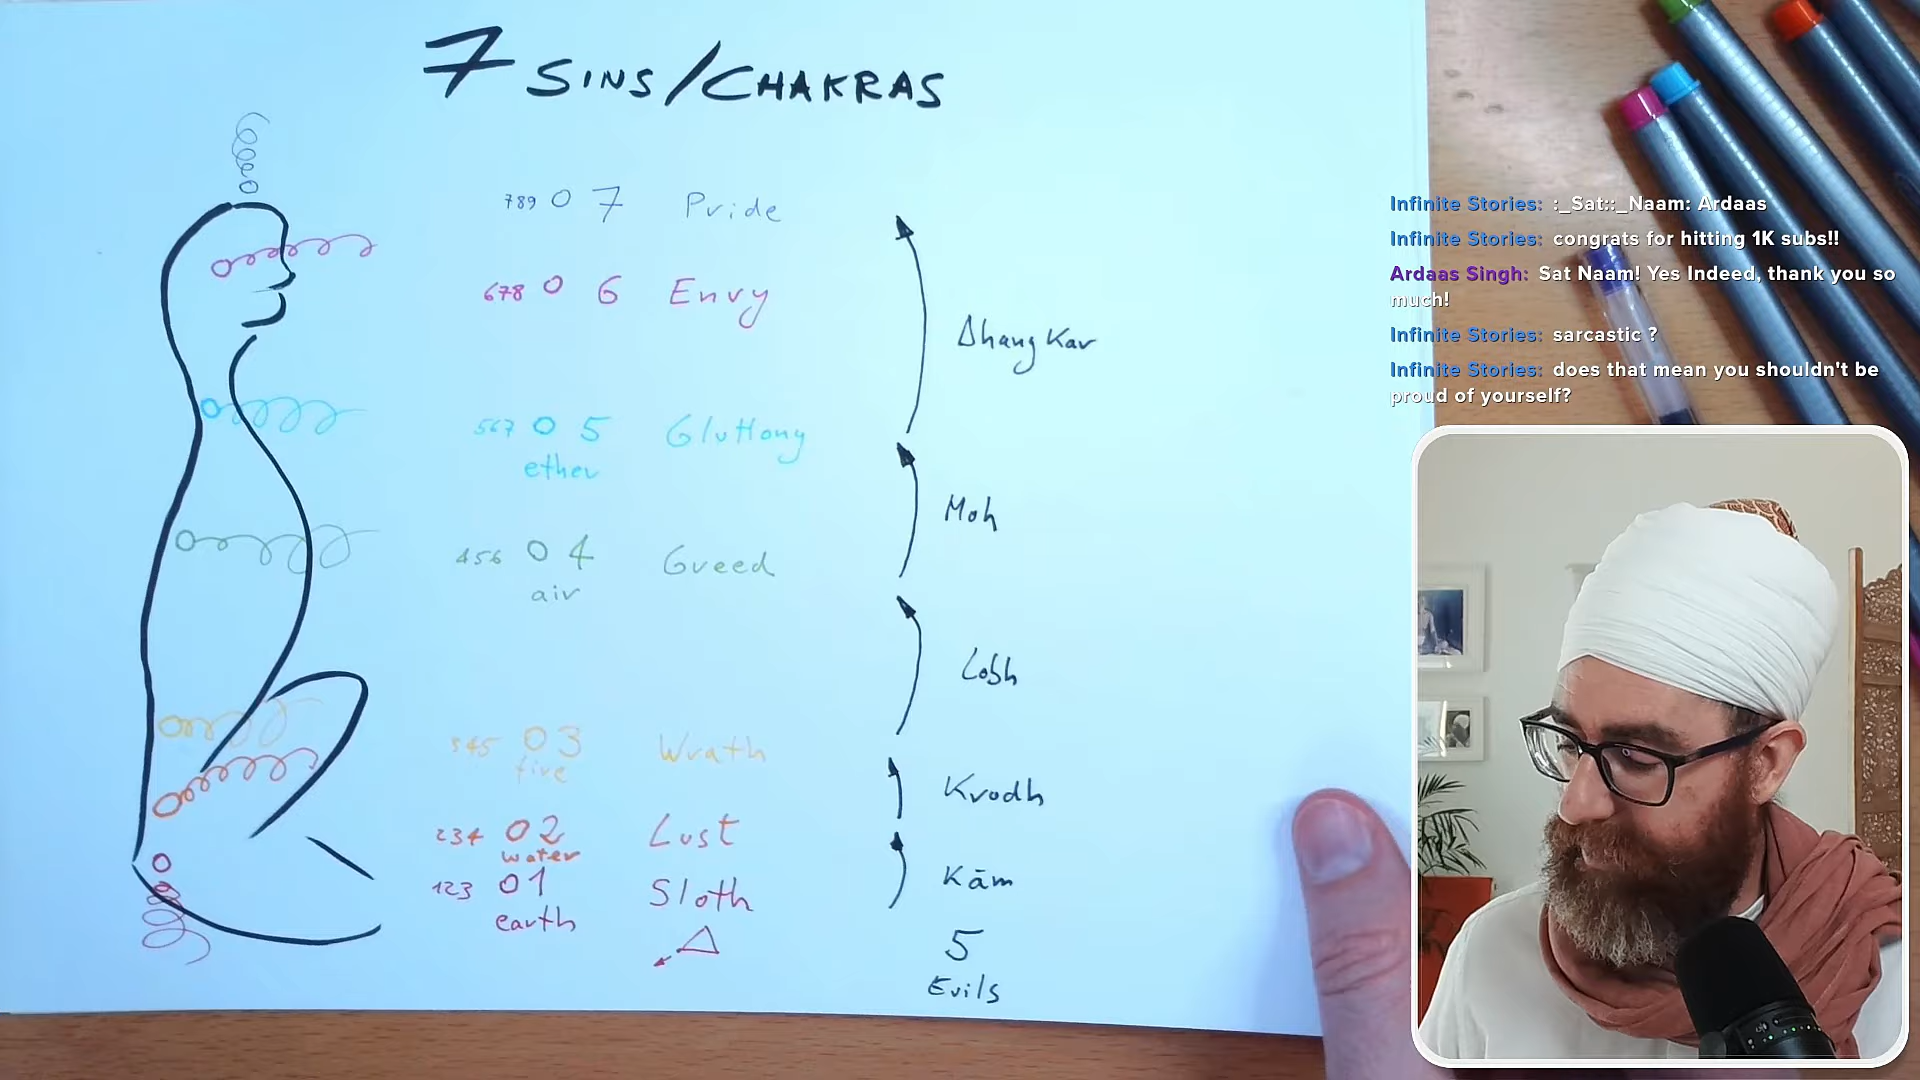 7 SINS/CHAKRAS
789 0 7 Pride
678 0 6 Envy
567 0 5 Gluttony
ether
456 0 4 Greed
air
345 0 3 Wrath
fire
234 0 2 Lust
water
123 0 1 Sloth
earth
Ahangkar
Moh
Lobh
Krodh
Kām
5
Evils
Infinite Stories: :_Sat::_Naam: Ardaas
Infinite Stories: congrats for hitting 1K subs!!
Ardaas Singh: Sat Naam! Yes Indeed, thank you so
much!
Infinite Stories: sarcastic ?
Infinite Stories: does that mean you shouldn't be
proud of yourself?